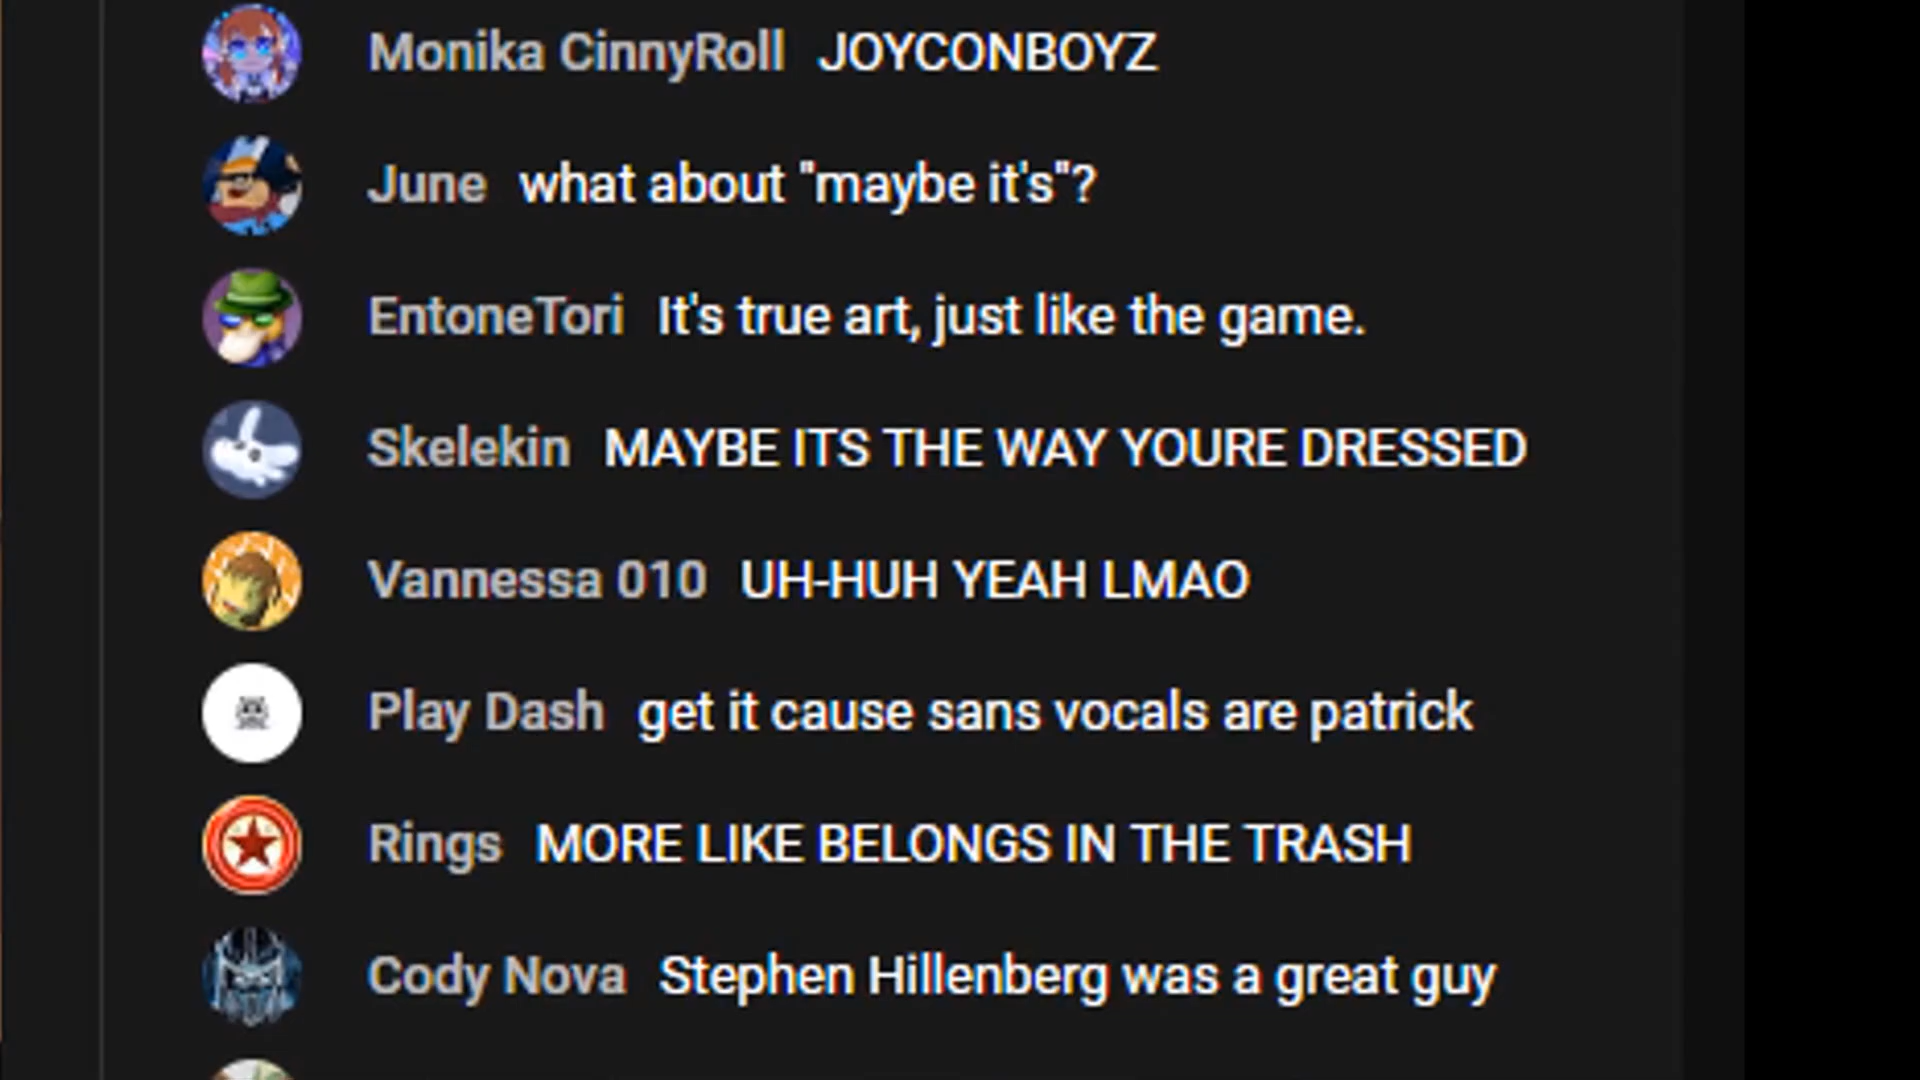 Monika CinnyRoll JOYCONBOYZ
June what about "maybe it's"?
EntoneTori It's true art, just like the game.
Skelekin MAYBE ITS THE WAY YOURE DRESSED
Vannessa 010 UH-HUH YEAH LMAO
Play Dash get it cause sans vocals are patrick
Rings MORE LIKE BELONGS IN THE TRASH
Cody Nova Stephen Hillenberg was a great guy